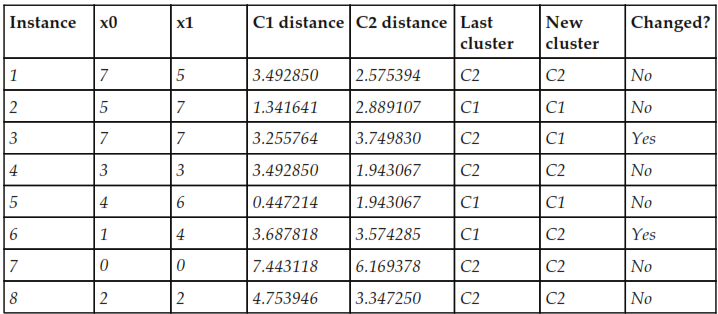 Instance x0 x1 C1 distance C2 distance Last cluster New cluster Changed?
1 7 5 3.492850 2.575394 C2 C2 No
2 5 7 1.341641 2.889107 C1 C1 No
3 7 7 3.255764 3.749830 C2 C1 Yes
4 3 3 3.492850 1.943067 C2 C2 No
5 4 6 0.447214 1.943067 C1 C1 No
6 1 4 3.687818 3.574285 C1 C2 Yes
7 0 0 7.443118 6.169378 C2 C2 No
8 2 2 4.753946 3.347250 C2 C2 No